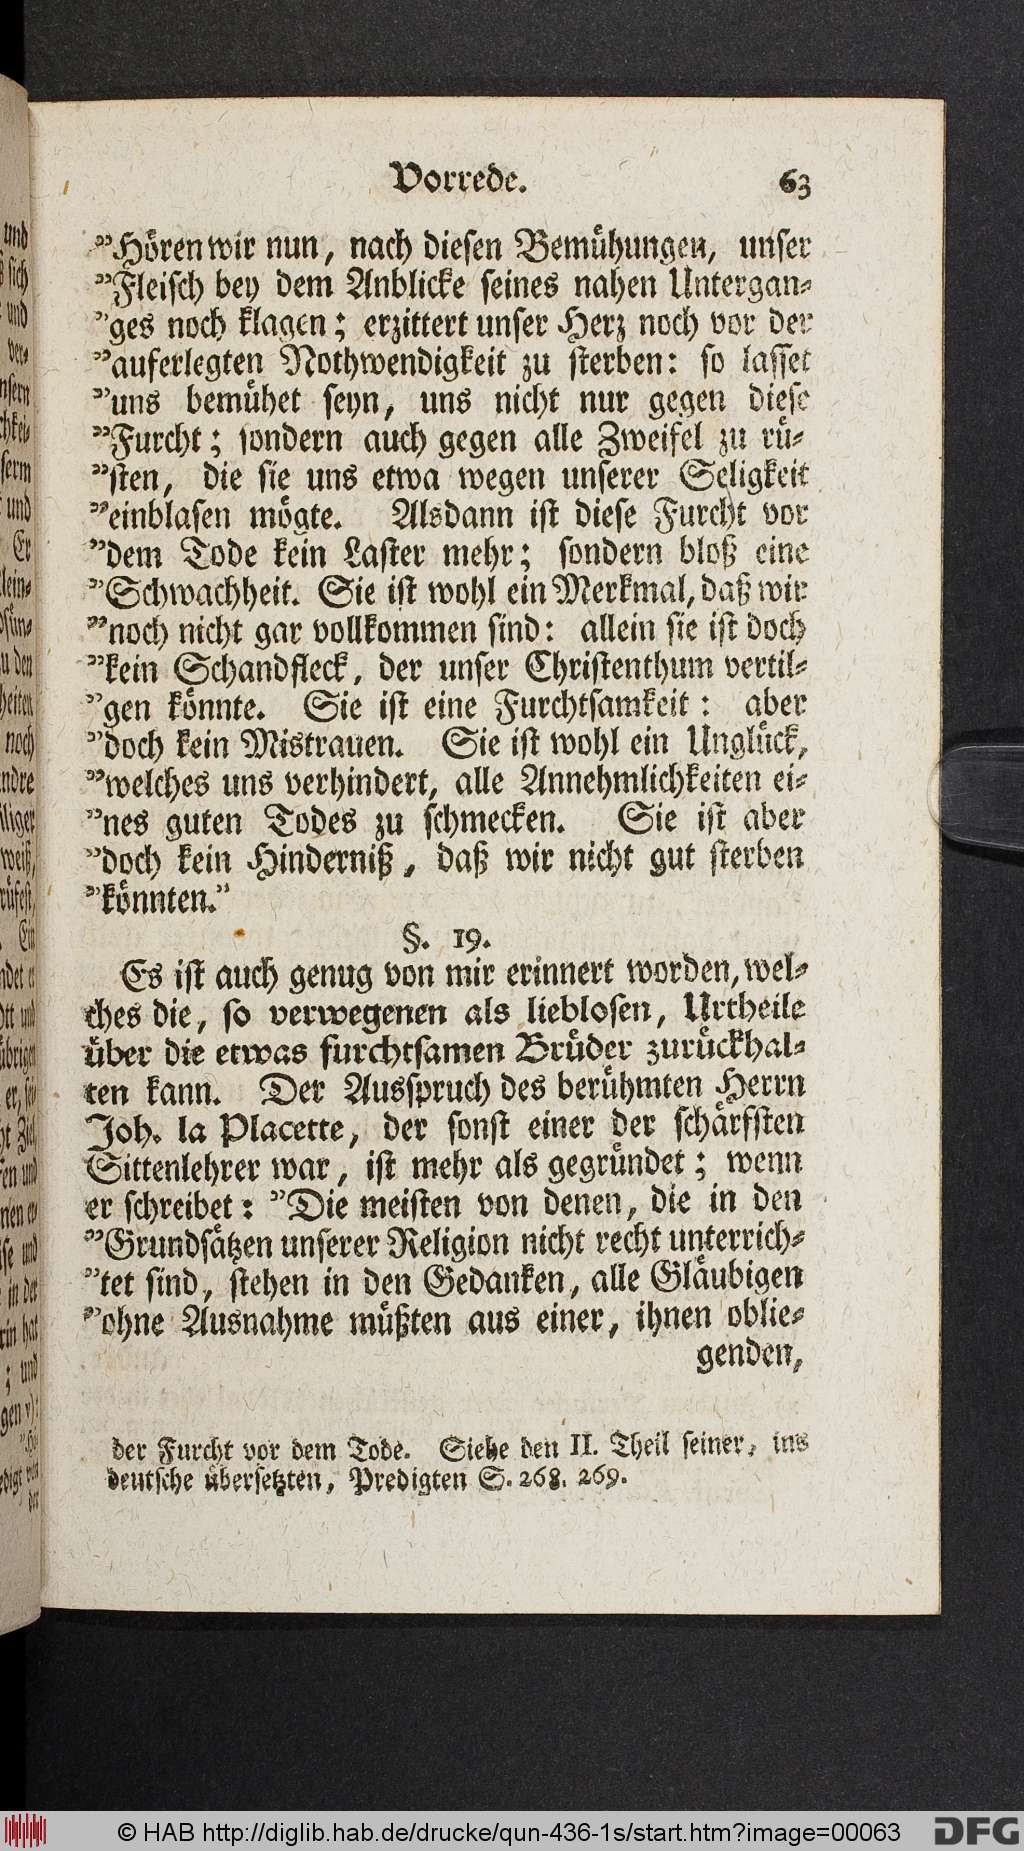 Vorrede. 63
"Hören wir nun, nach diesen Bemühungen, unser
"Fleisch bey dem Anblicke seines nahen Untergan-
"ges noch klagen; erzittert unser Herz noch vor der
"auferlegten Nothwendigkeit zu sterben: so lasset
"uns bemühet seyn, uns nicht nur gegen diese
"Furcht; sondern auch gegen alle Zweifel zu rü-
"sten, die sie uns etwa wegen unserer Seligkeit
"einblasen mögte. Alsdann ist diese Furcht vor
"dem Tode kein Laster mehr; sondern bloß eine
"Schwachheit. Sie ist wohl ein Merkmal, daß wir
"noch nicht gar vollkommen sind: allein sie ist doch
"kein Schandfleck, der unser Christenthum vertil-
"gen könnte. Sie ist eine Furchtsamkeit: aber
"doch kein Mistrauen. Sie ist wohl ein Unglück,
"welches uns verhindert, alle Annehmlichkeiten ei-
"nes guten Todes zu schmecken. Sie ist aber
"doch kein Hinderniß, daß wir nicht gut sterben
"könnten."
§. 19.
Es ist auch genug von mir erinnert worden, wel-
ches die, so verwegenen als lieblosen, Urtheile
über die etwas furchtsamen Brüder zurückhal-
ten kann. Der Ausspruch des berühmten Herrn
Joh. la Placette, der sonst einer der schärfsten
Sittenlehrer war, ist mehr als gegründet; wenn
er schreibet: "Die meisten von denen, die in den
"Grundsätzen unserer Religion nicht recht unterrich-
"tet sind, stehen in den Gedanken, alle Gläubigen
"ohne Ausnahme müßten aus einer, ihnen oblie-
genden,
der Furcht vor dem Tode. Siehe den II. Theil seiner, ins
deutsche übersetzten, Predigten S. 268. 269.
© HAB http://diglib.hab.de/drucke/qun-436-1s/start.htm?image=00063
DFG